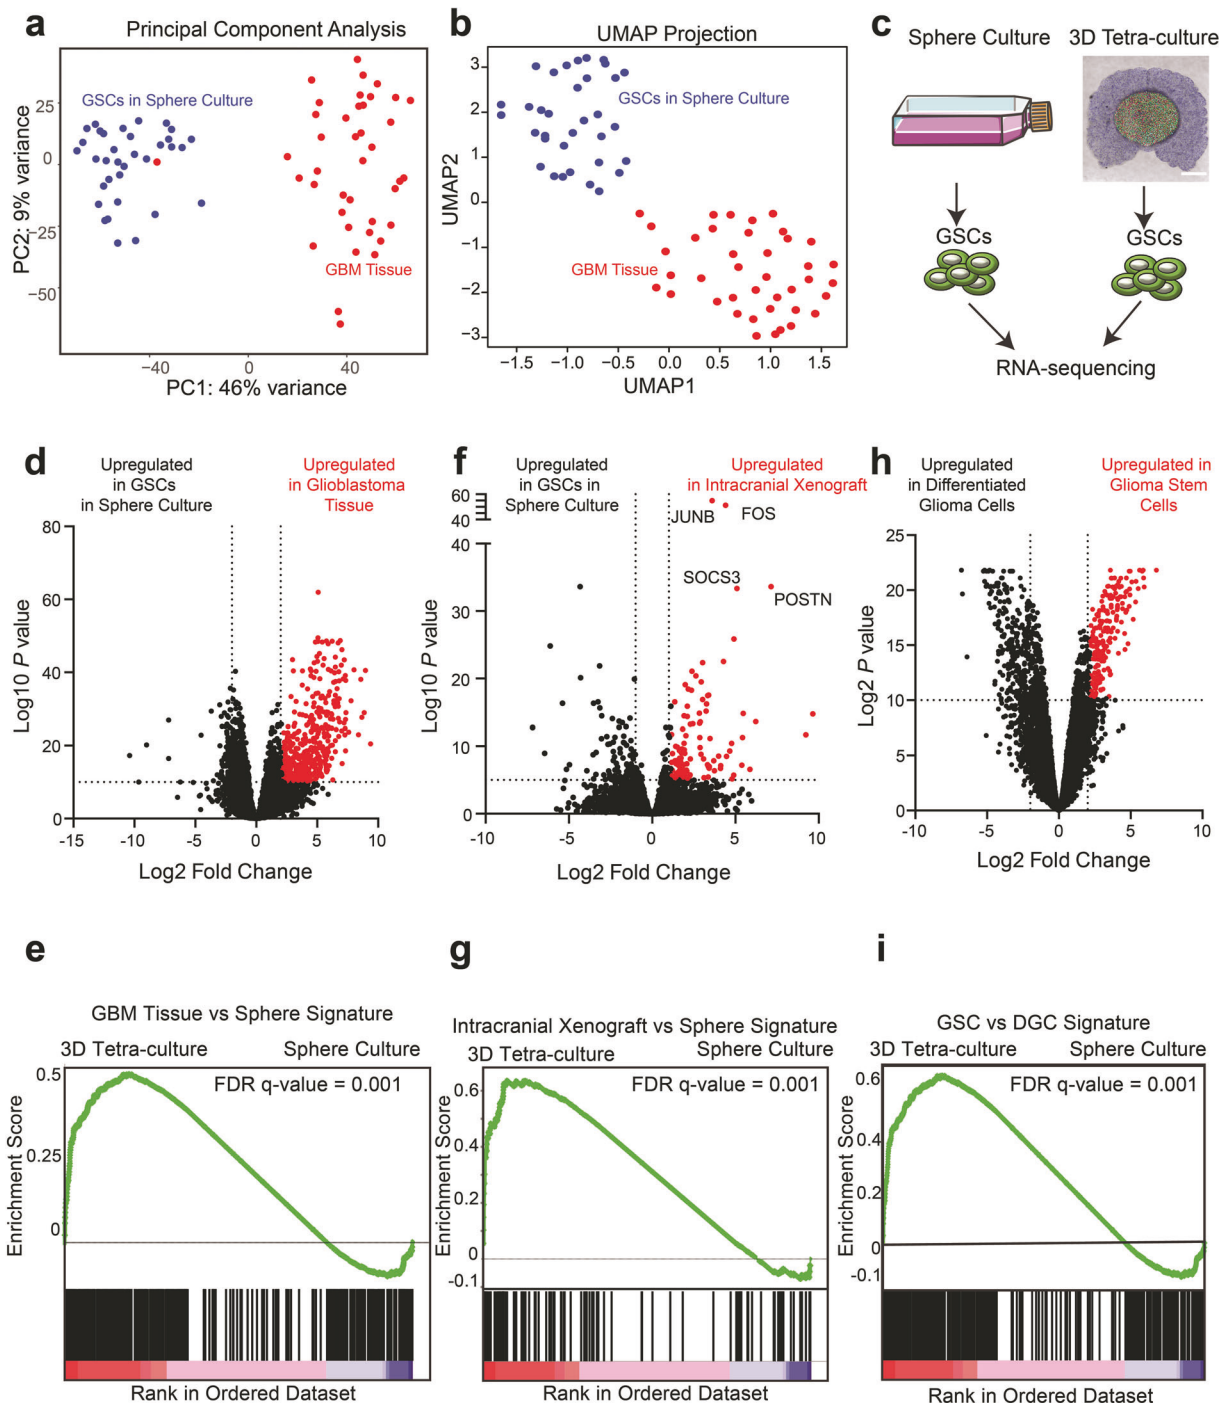 a
Principal Component Analysis
GSCs in Sphere Culture
GBM Tissue
PC2: 9% variance
25
0
−25
−50
−40
0
40
PC1: 46% variance
b
UMAP Projection
GSCs in Sphere Culture
GBM Tissue
UMAP2
3
2
1
0
−1
−2
−3
−1.5
−1.0
−0.5
0.0
0.5
1.0
1.5
UMAP1
c
Sphere Culture
3D Tetra-culture
GSCs
GSCs
RNA-sequencing
d
Upregulated
in GSCs
in Sphere Culture
Upregulated
in Glioblastoma
Tissue
Log10 P value
80
60
40
20
0
-15
-10
-5
0
5
10
Log2 Fold Change
f
Upregulated
in GSCs in
Sphere Culture
Upregulated
in Intracranial Xenograft
JUNB
FOS
SOCS3
POSTN
Log10 P value
60
50
40
40
30
20
10
0
-10
-5
0
5
10
Log2 Fold Change
h
Upregulated
in Differentiated
Glioma Cells
Upregulated in
Glioma Stem
Cells
Log2 P value
25
20
15
10
5
0
-10
-5
0
5
10
Log2 Fold Change
e
GBM Tissue vs Sphere Signature
3D Tetra-culture
Sphere Culture
FDR q-value = 0.001
Enrichment Score
0.5
0.25
0
Rank in Ordered Dataset
g
Intracranial Xenograft vs Sphere Signature
3D Tetra-culture
Sphere Culture
FDR q-value = 0.001
Enrichment Score
0.6
0.4
0.2
0
-0.1
Rank in Ordered Dataset
i
GSC vs DGC Signature
3D Tetra-culture
Sphere Culture
FDR q-value = 0.001
Enrichment Score
0.6
0.4
0.2
0
-0.1
Rank in Ordered Dataset